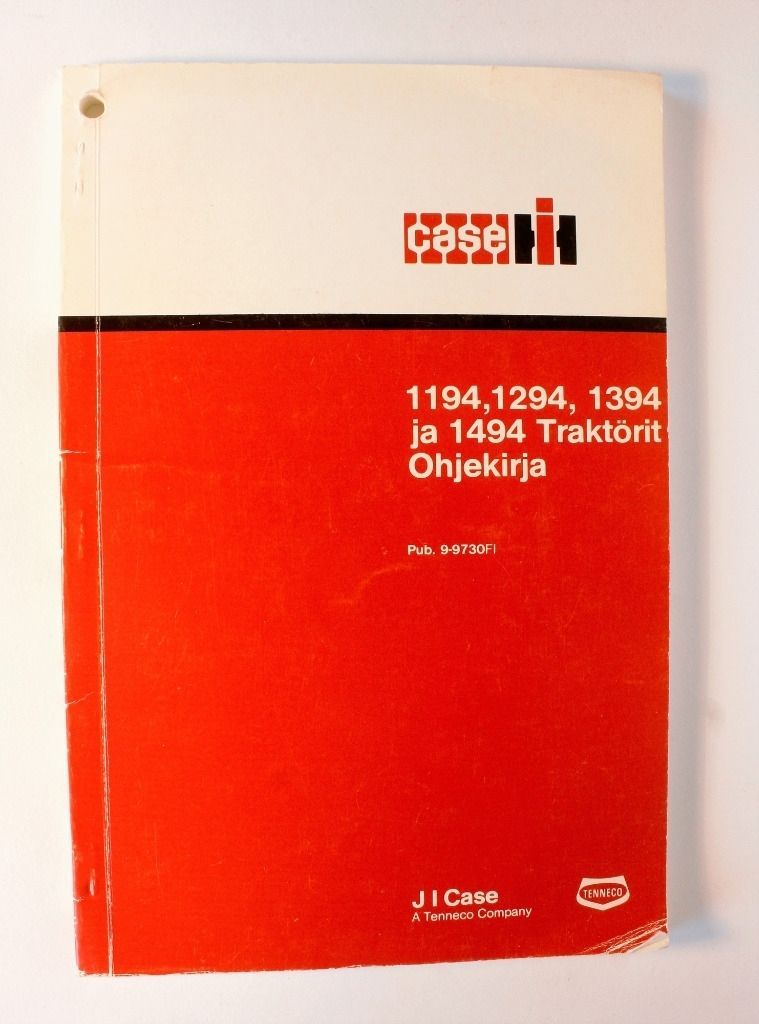 case IH
1194, 1294, 1394
ja 1494 Traktörit
Ohjekirja
Pub. 9-9730FI
J I Case
A Tenneco Company
TENNECO